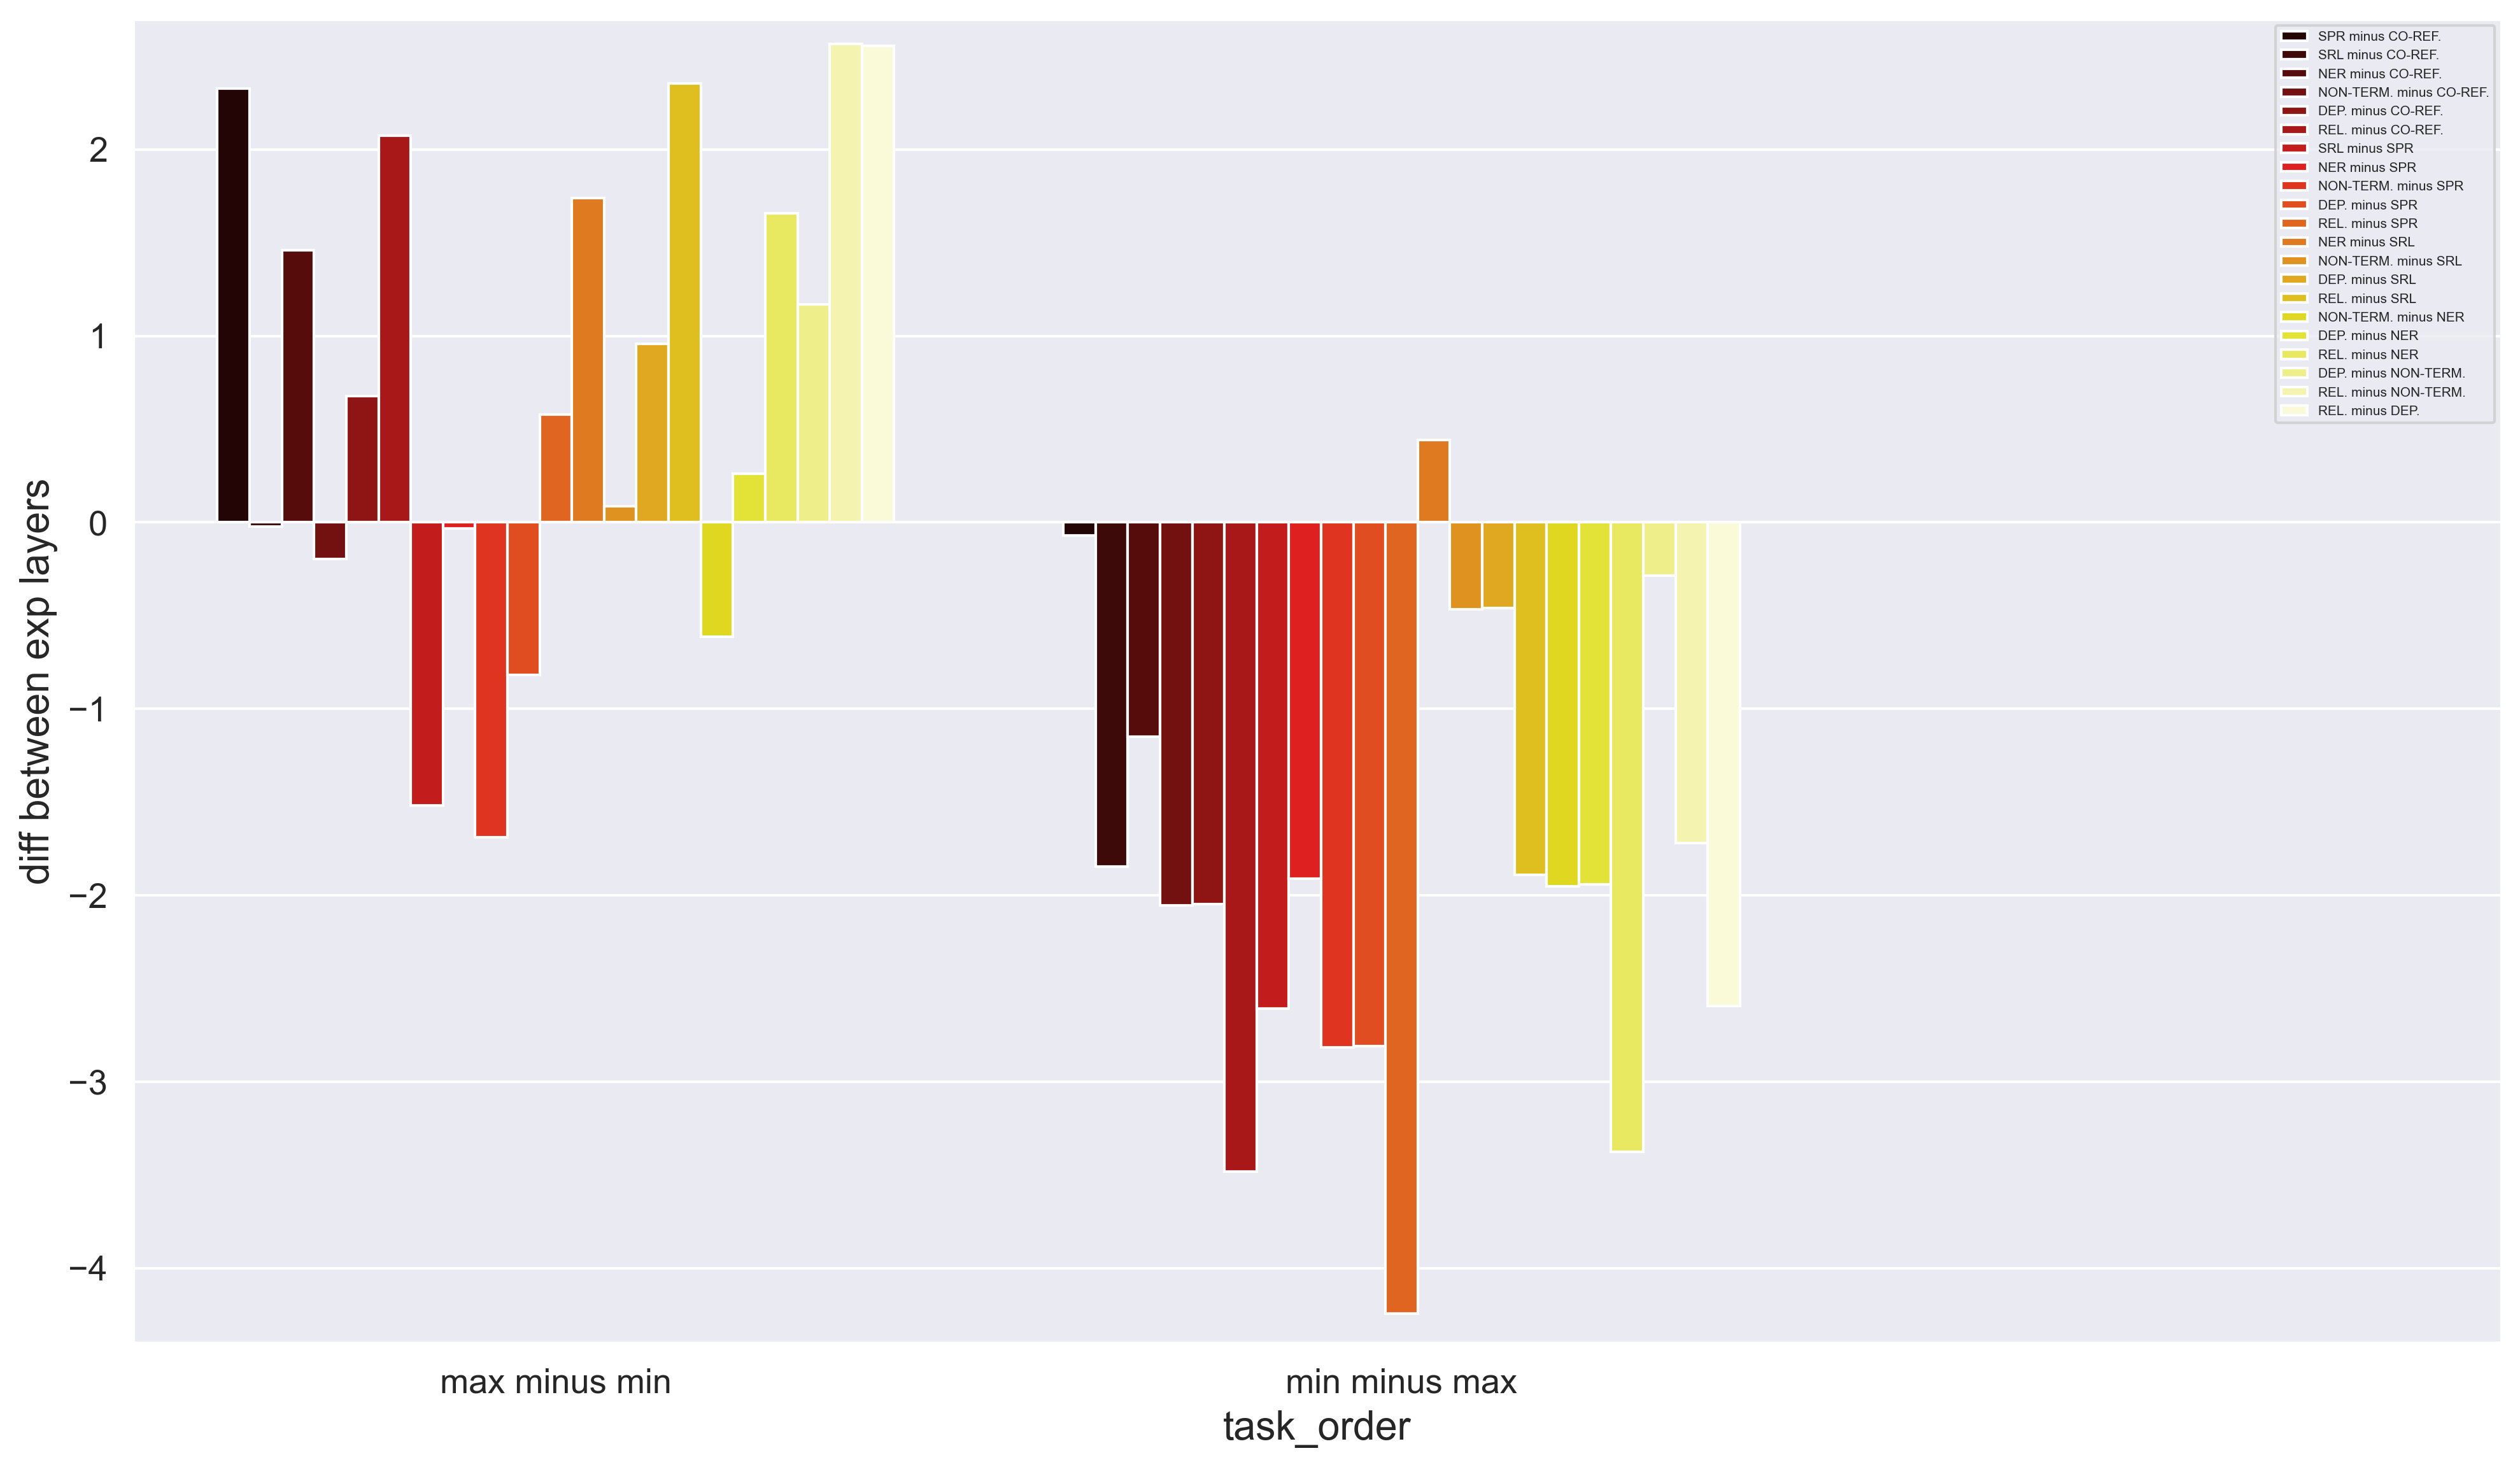 SPR minus CO-REF.
SRL minus CO-REF.
NER minus CO-REF.
NON-TERM. minus CO-REF.
DEP. minus CO-REF.
REL. minus CO-REF.
SRL minus SPR
NER minus SPR
NON-TERM. minus SPR
DEP. minus SPR
REL. minus SPR
NER minus SRL
NON-TERM. minus SRL
DEP. minus SRL
REL. minus SRL
NON-TERM. minus NER
DEP. minus NER
REL. minus NER
DEP. minus NON-TERM.
REL. minus NON-TERM.
REL. minus DEP.
2
1
0
−1
−2
−3
−4
diff between exp layers
max minus min
min minus max
task_order